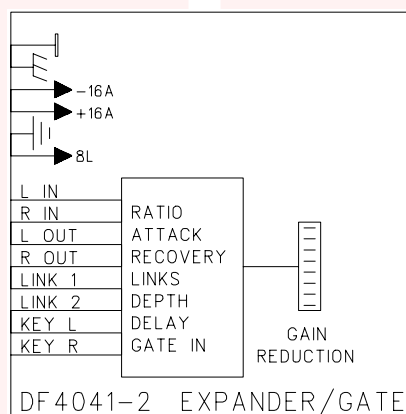 -16A
+16A
8L
L IN
R IN
L OUT
R OUT
LINK 1
LINK 2
KEY L
KEY R
RATIO
ATTACK
RECOVERY
LINKS
DEPTH
DELAY
GATE IN
GAIN
REDUCTION
DF4041-2 EXPANDER/GATE